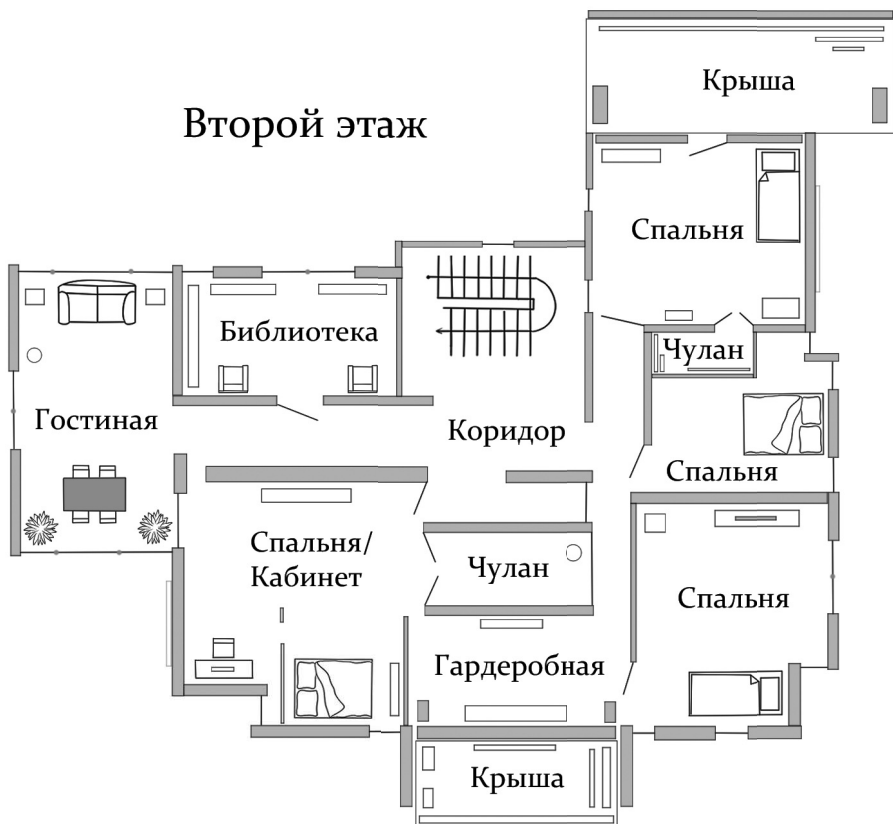 Второй этаж
Крыша
Спальня
Библиотека
Чулан
Гостиная
Коридор
Спальня
Спальня/
Кабинет
Чулан
Спальня
Гардеробная
Крыша